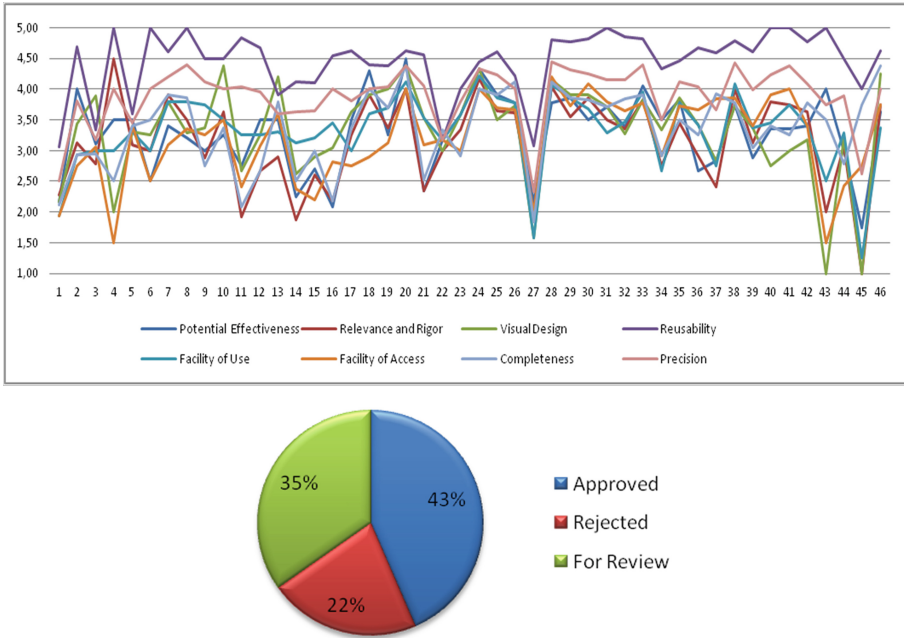 5,00
4,50
4,00
3,50
3,00
2,50
2,00
1,50
1,00
1 2 3 4 5 6 7 8 9 10 11 12 13 14 15 16 17 18 19 20 21 22 23 24 25 26 27 28 29 30 31 32 33 34 35 36 37 38 39 40 41 42 43 44 45 46
Potential Effectiveness Relevance and Rigor Visual Design Reusability
Facility of Use Facility of Access Completeness Precision
35%
43%
22%
Approved
Rejected
For Review